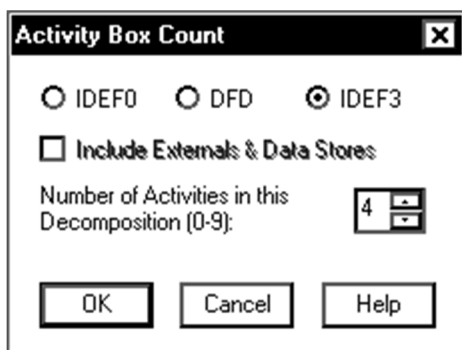 Activity Box Count
IDEF0 DFD IDEF3
Include Externals & Data Stores
Number of Activities in this
Decomposition (0-9):
4
OK Cancel Help